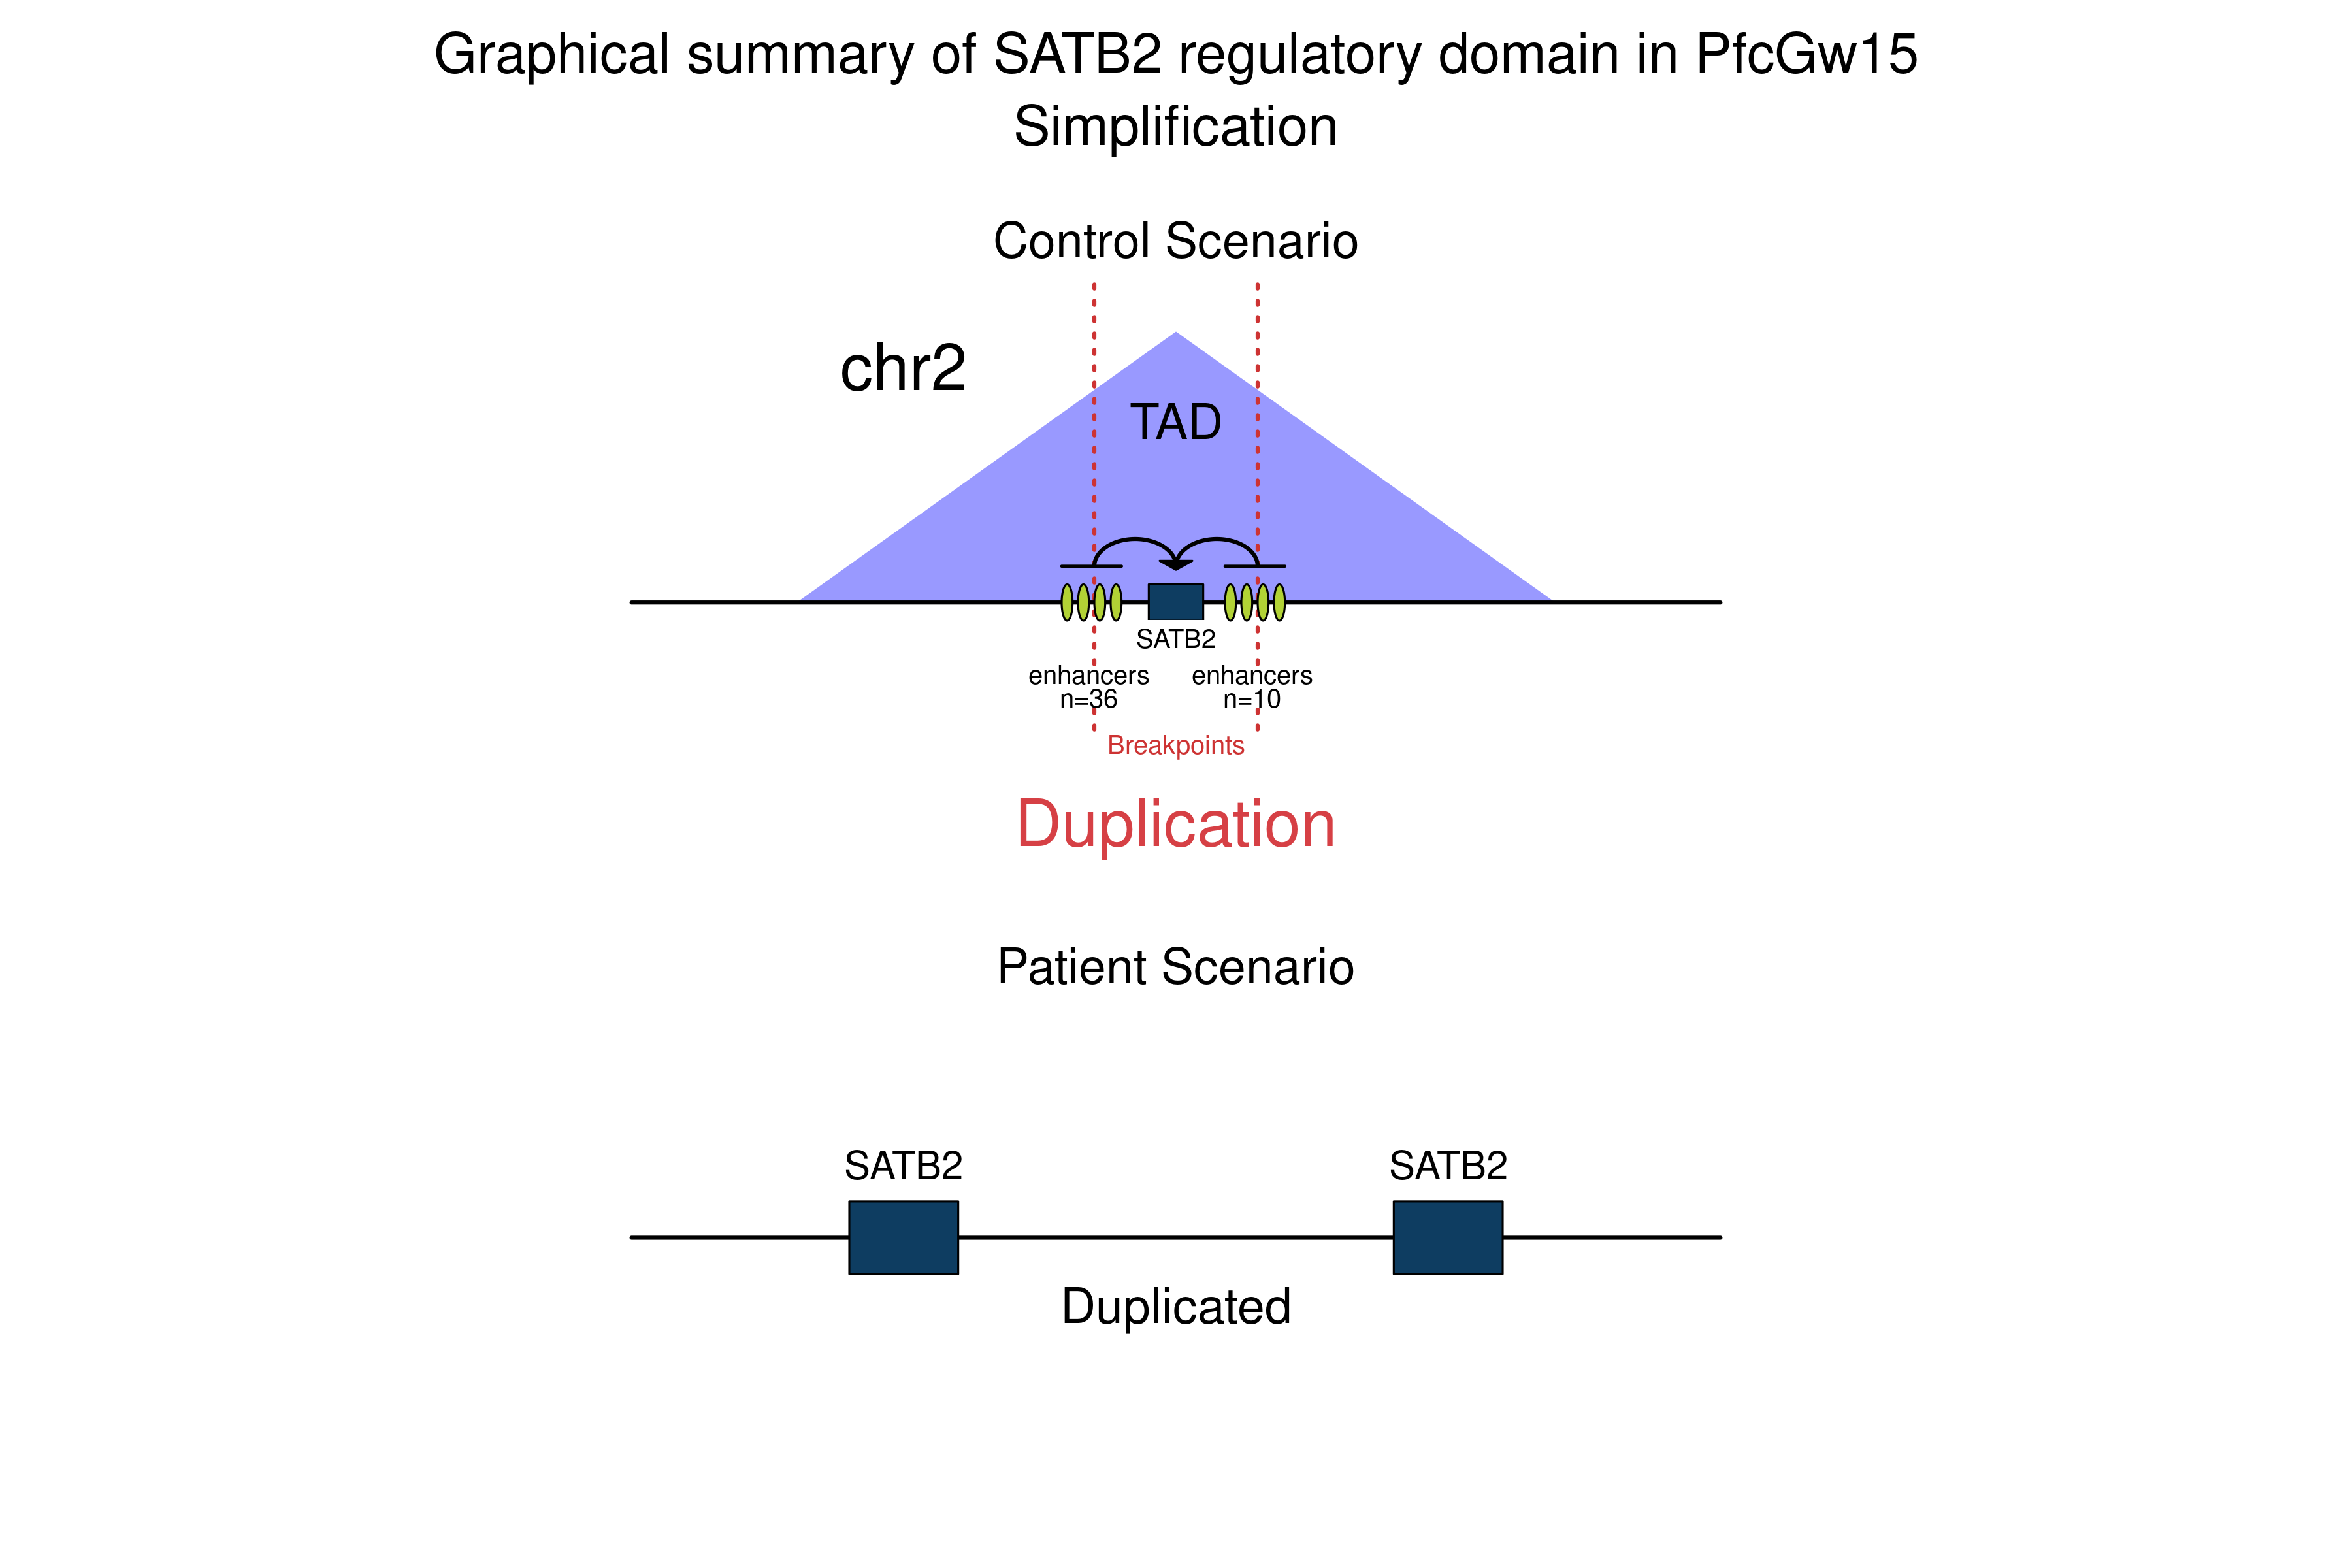 Graphical summary of SATB2 regulatory domain in PfcGw15
Simplification
Control Scenario
chr2
TAD
SATB2
enhancers enhancers
n=36 n=10
Breakpoints
Duplication
Patient Scenario
SATB2 SATB2
Duplicated